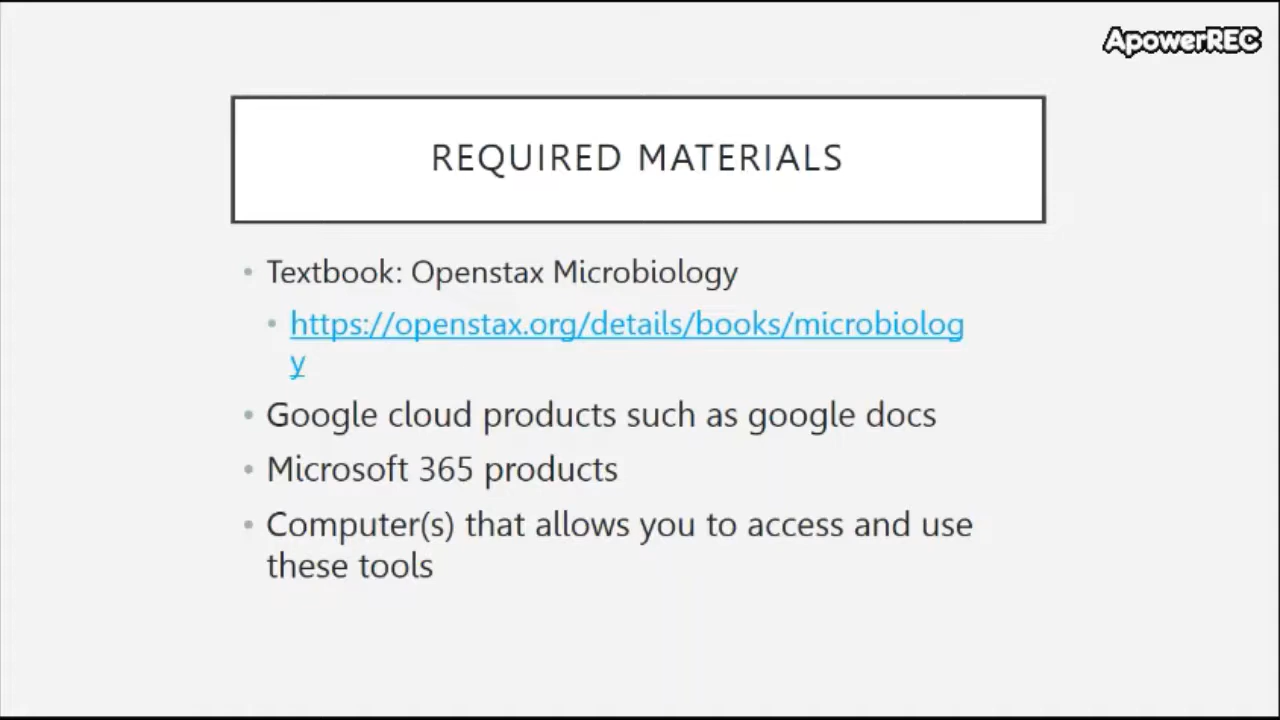 ApowerREC
REQUIRED MATERIALS
• Textbook: Openstax Microbiology
• https://openstax.org/details/books/microbiolog
y
• Google cloud products such as google docs
• Microsoft 365 products
• Computer(s) that allows you to access and use
these tools